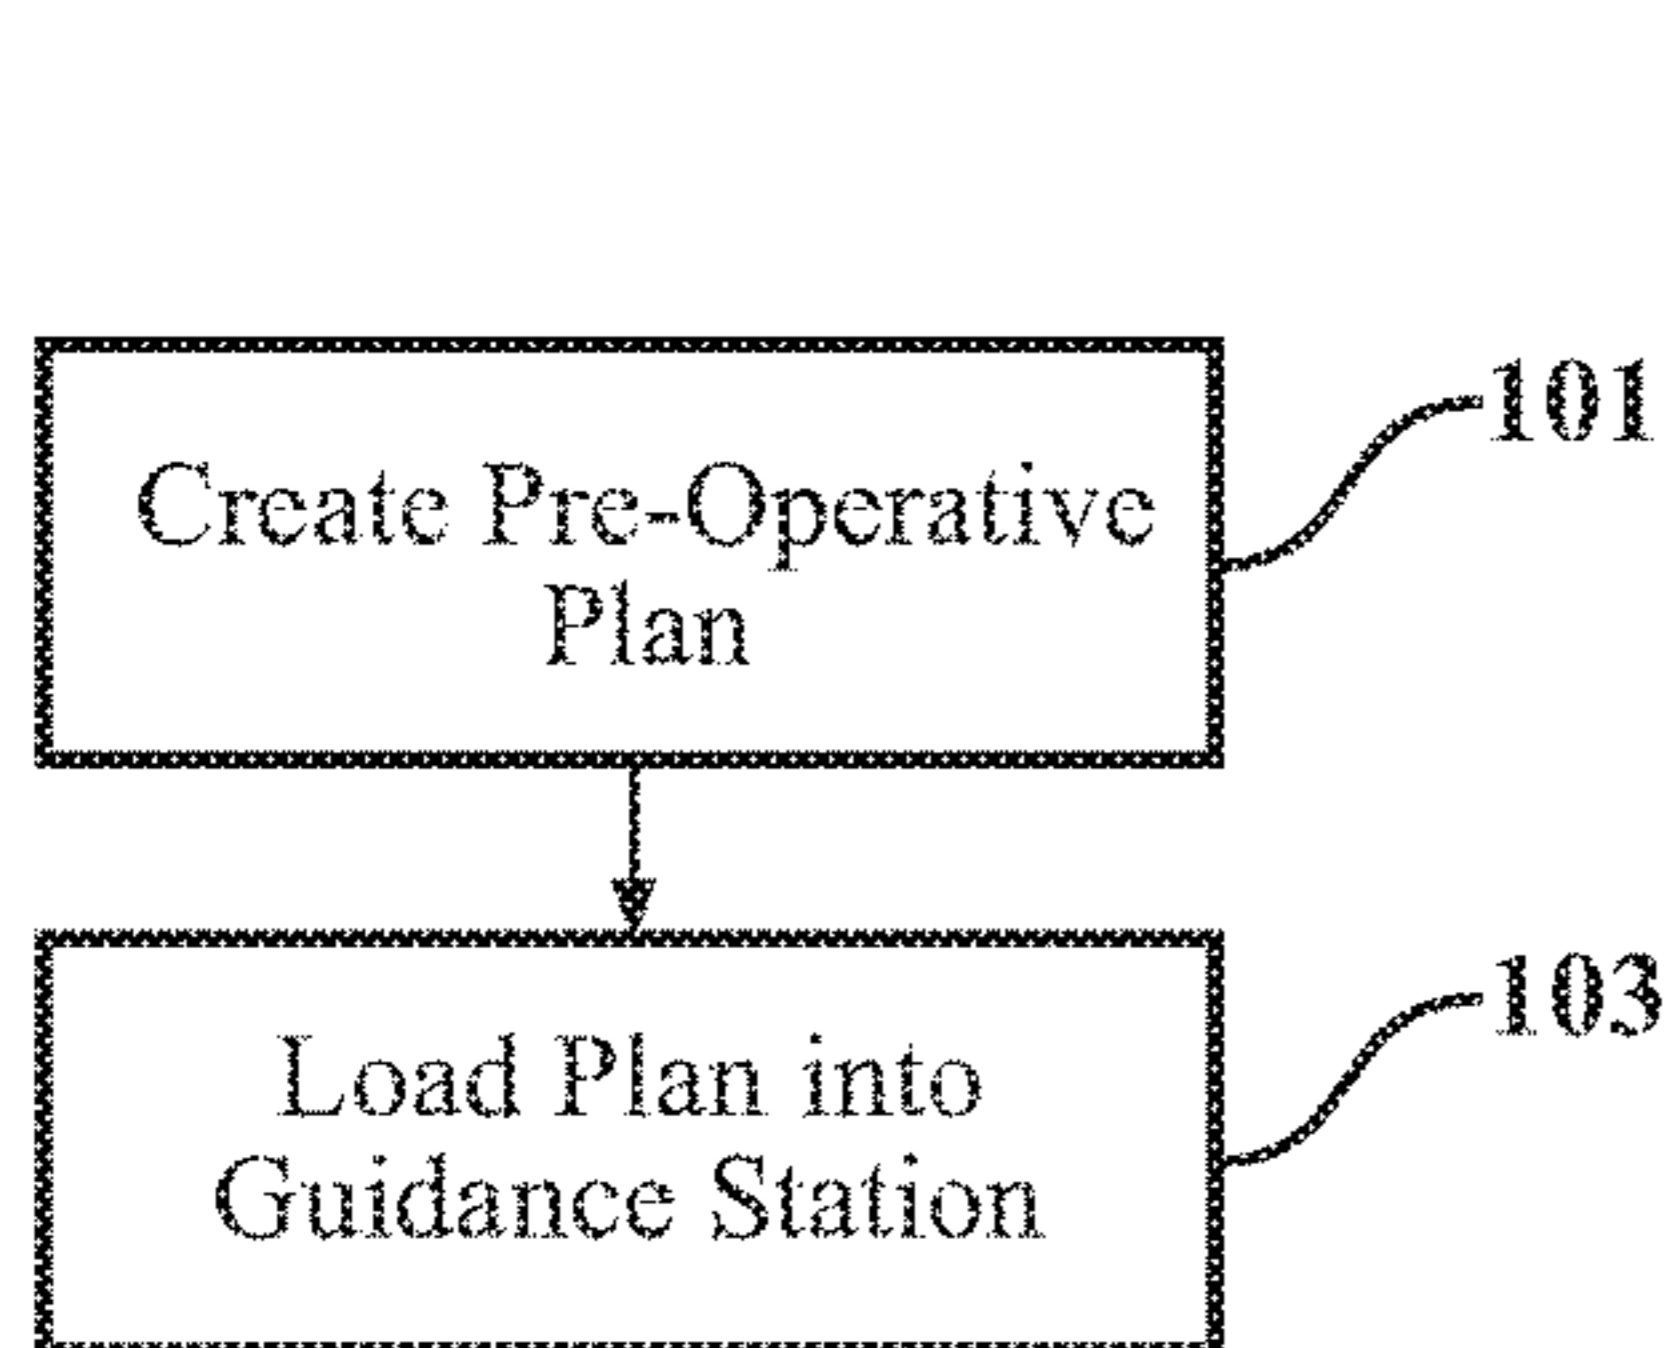 101
Create Pre-Operative
Plan
103
Load Plan into
Guidance Station